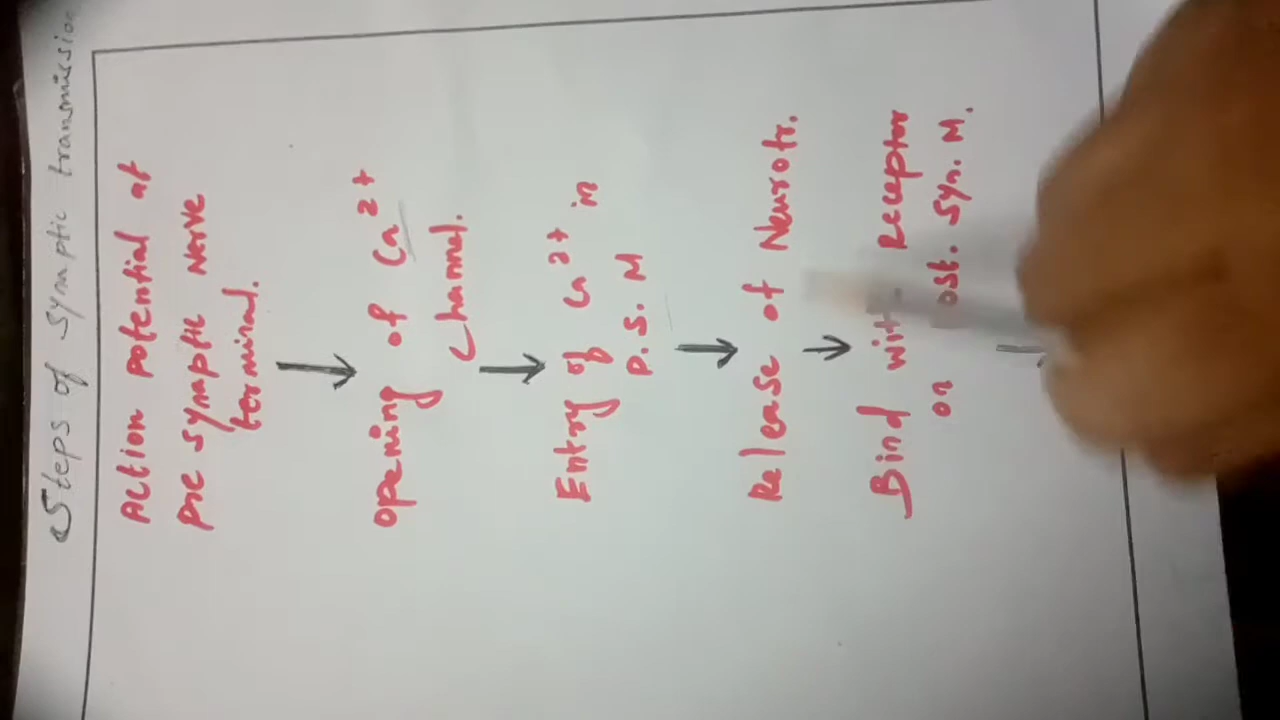 Steps of Synaptic transmission
Action potential at
Pre synaptic Nerve
terminal.
Opening of Ca2+
Channel.
Entry of Ca2+ in
P.S.M
Release of Neurotr.
Bind with Receptor
on Post. Syn. M.